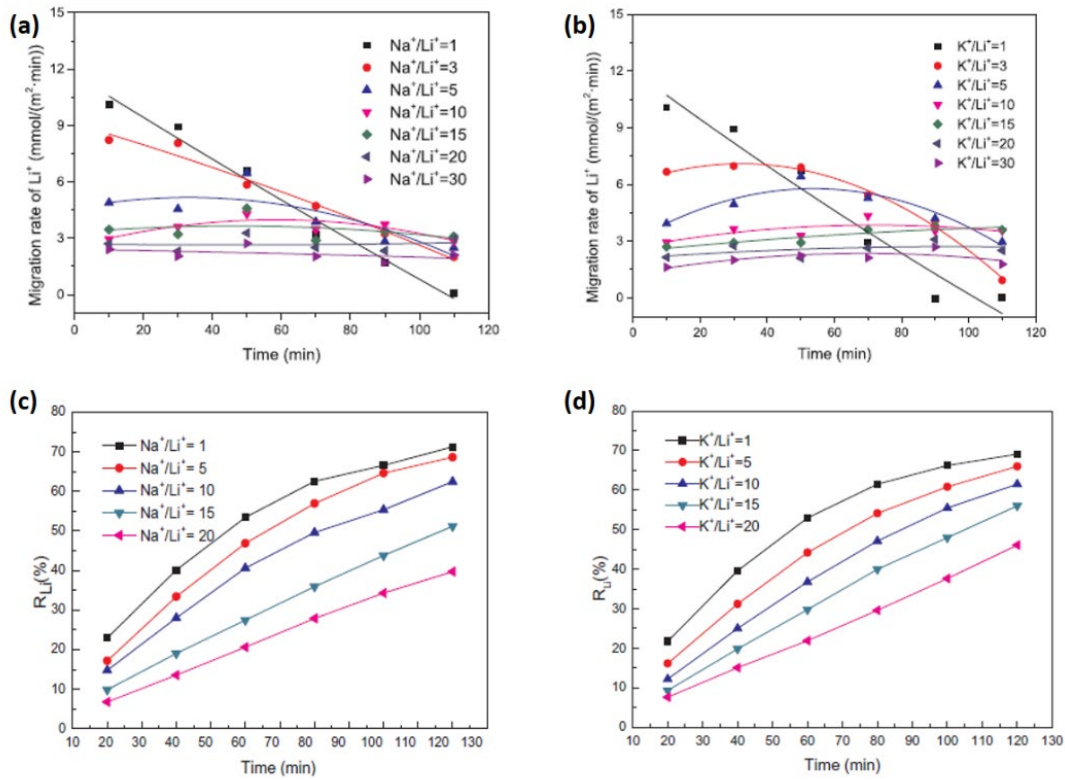 (a)
15
12
9
6
3
0
Migration rate of Li⁺ (mmol/(m²·min))
Na⁺/Li⁺=1
Na⁺/Li⁺=3
Na⁺/Li⁺=5
Na⁺/Li⁺=10
Na⁺/Li⁺=15
Na⁺/Li⁺=20
Na⁺/Li⁺=30
0 20 40 60 80 100 120
Time (min)
(b)
15
12
9
6
3
0
Migration rate of Li⁺ (mmol/(m²·min))
K⁺/Li⁺=1
K⁺/Li⁺=3
K⁺/Li⁺=5
K⁺/Li⁺=10
K⁺/Li⁺=15
K⁺/Li⁺=20
K⁺/Li⁺=30
0 20 40 60 80 100 120
Time (min)
(c)
80
70
60
50
40
30
20
10
0
R_Li(%)
Na⁺/Li⁺= 1
Na⁺/Li⁺= 5
Na⁺/Li⁺= 10
Na⁺/Li⁺= 15
Na⁺/Li⁺= 20
10 20 30 40 50 60 70 80 90 100 110 120 130
Time (min)
(d)
80
70
60
50
40
30
20
10
0
R_Li(%)
K⁺/Li⁺=1
K⁺/Li⁺=5
K⁺/Li⁺=10
K⁺/Li⁺=15
K⁺/Li⁺=20
10 20 30 40 50 60 70 80 90 100 110 120 130
Time (min)